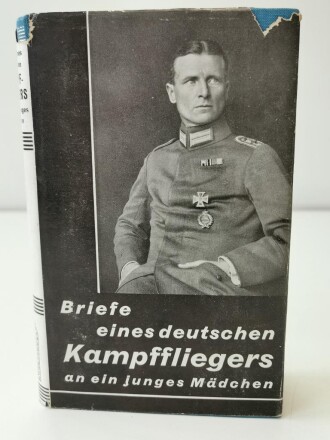 Briefe
eines deutschen
Kampffliegers
an ein junges Mädchen